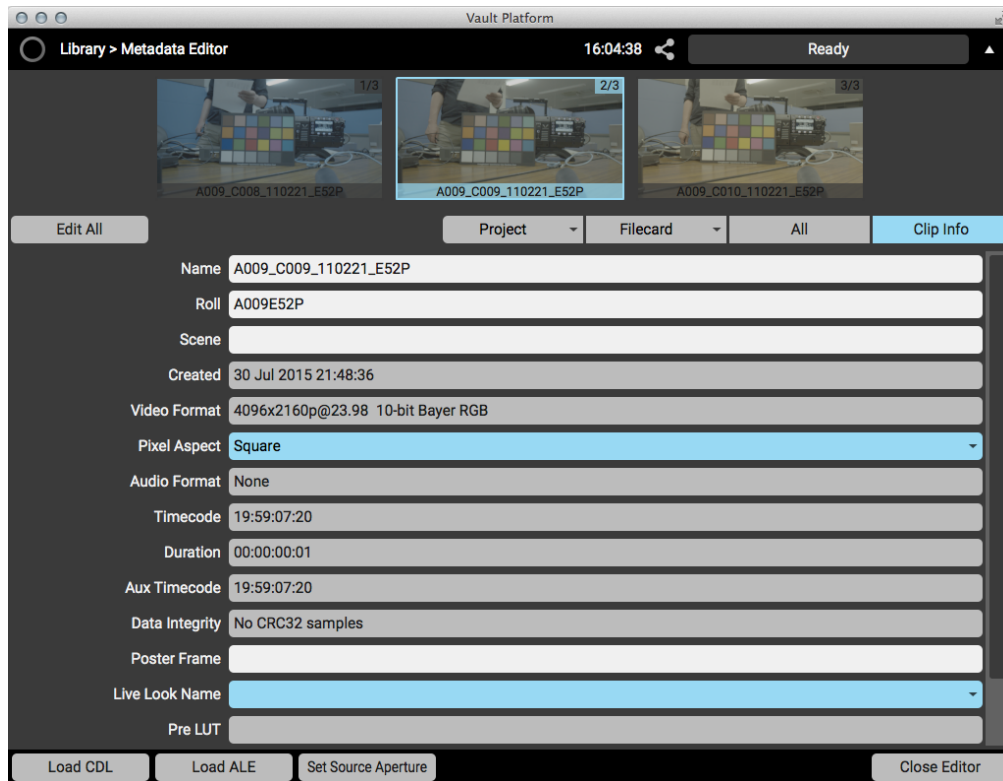 Vault Platform
Library > Metadata Editor 16:04:38 Ready
1/3 2/3 3/3
A009_C008_110221_E52P A009_C009_110221_E52P A009_C010_110221_E52P
Edit All Project Filecard All Clip Info
Name A009_C009_110221_E52P
Roll A009E52P
Scene
Created 30 Jul 2015 21:48:36
Video Format 4096x2160p@23.98 10-bit Bayer RGB
Pixel Aspect Square
Audio Format None
Timecode 19:59:07:20
Duration 00:00:00:01
Aux Timecode 19:59:07:20
Data Integrity No CRC32 samples
Poster Frame
Live Look Name
Pre LUT
Load CDL Load ALE Set Source Aperture Close Editor